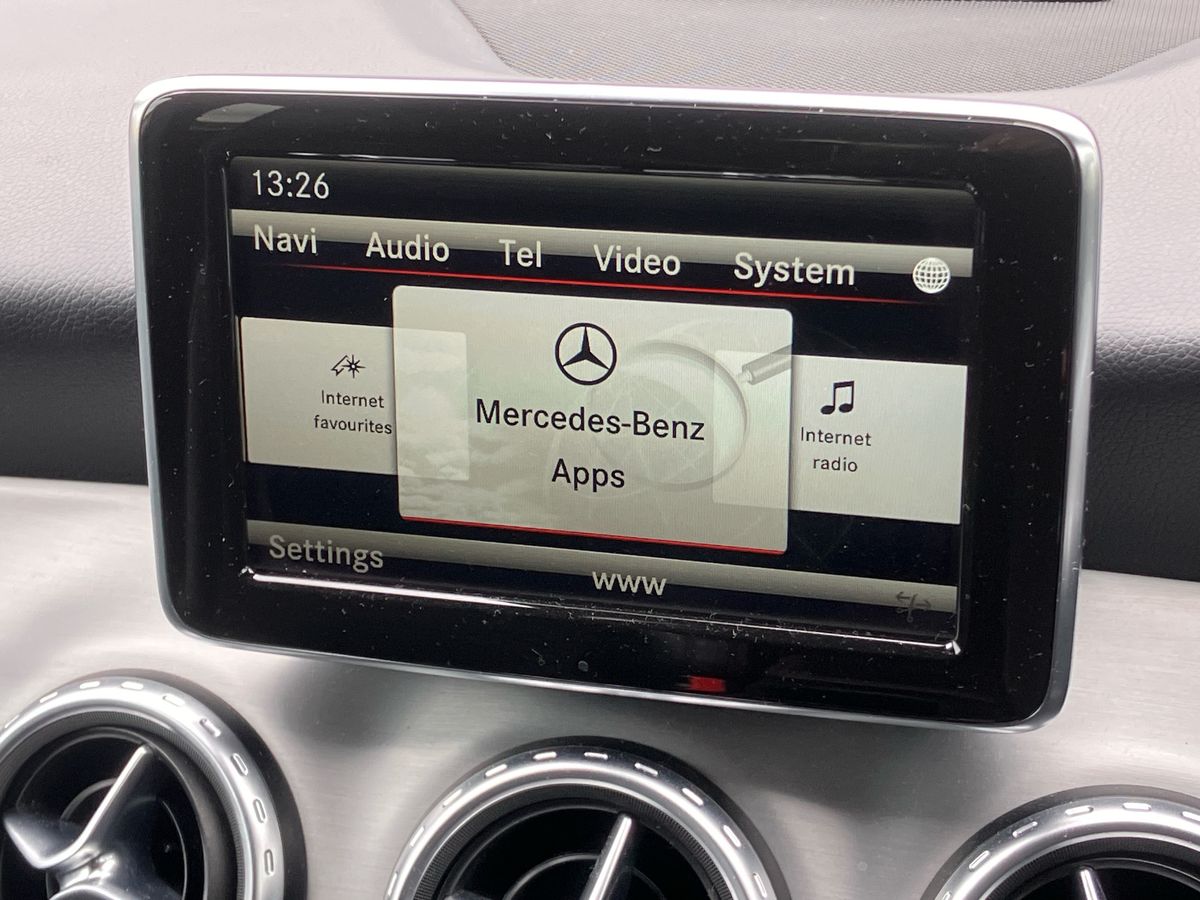 13:26
Navi Audio Tel Video System
Internet
favourites
Mercedes-Benz
Apps
Internet
radio
Settings
www